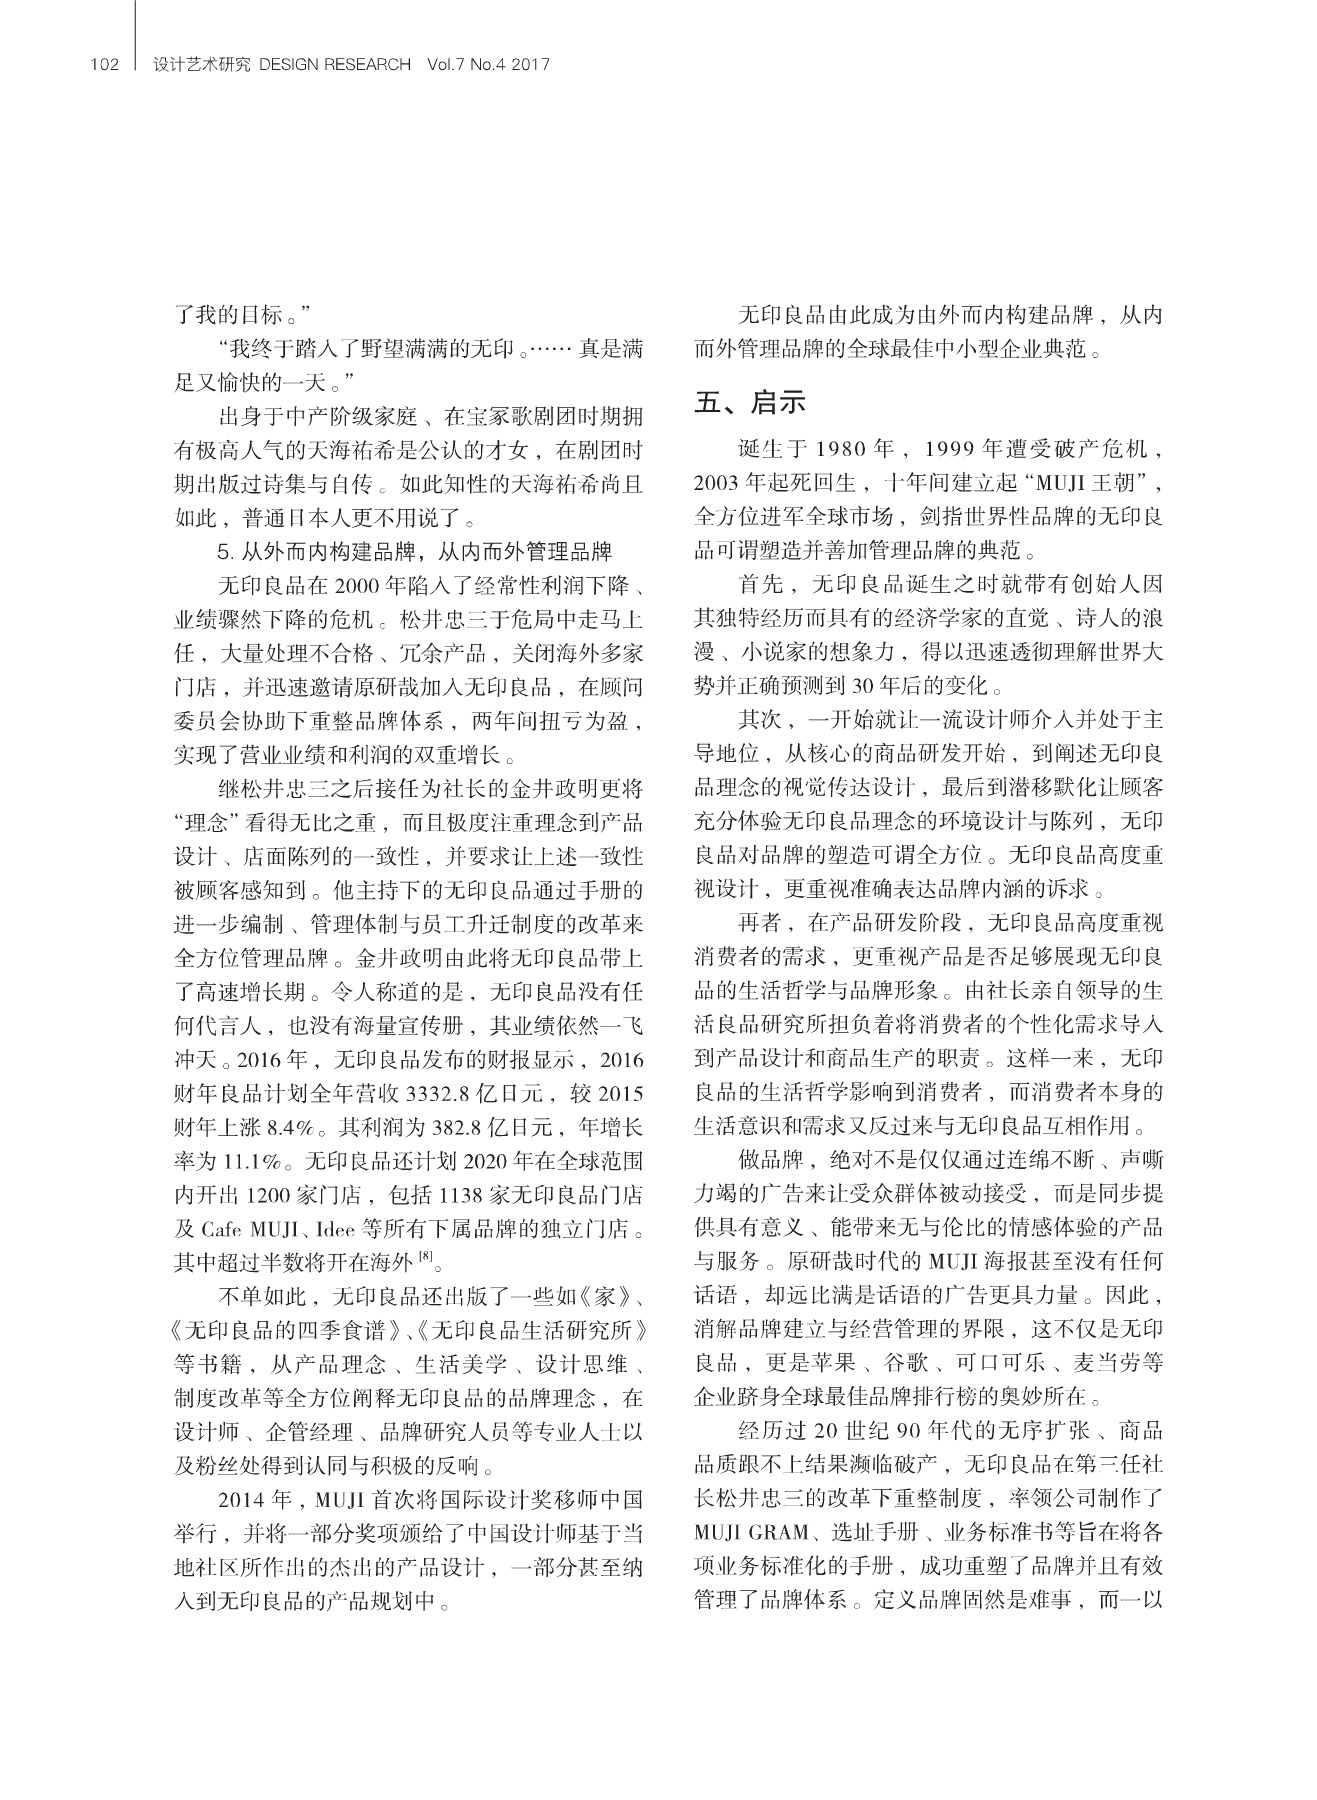 102 设计艺术研究 DESIGN RESEARCH Vol.7 No.4 2017
了我的目标。”
“我终于踏入了野望满满的无印。…… 真是满
足又愉快的一天。”
出身于中产阶级家庭、在宝冢歌剧团时期拥
有极高人气的天海祐希是公认的才女，在剧团时
期出版过诗集与自传。如此知性的天海祐希尚且
如此，普通日本人更不用说了。
5. 从外而内构建品牌，从内而外管理品牌
无印良品在 2000 年陷入了经常性利润下降、
业绩骤然下降的危机。松井忠三于危局中走马上
任，大量处理不合格、冗余产品，关闭海外多家
门店，并迅速邀请原研哉加入无印良品，在顾问
委员会协助下重整品牌体系，两年间扭亏为盈，
实现了营业业绩和利润的双重增长。
继松井忠三之后接任为社长的金井政明更将
“理念”看得无比之重，而且极度注重理念到产品
设计、店面陈列的一致性，并要求让上述一致性
被顾客感知到。他主持下的无印良品通过手册的
进一步编制、管理体制与员工升迁制度的改革来
全方位管理品牌。金井政明由此将无印良品带上
了高速增长期。令人称道的是，无印良品没有任
何代言人，也没有海量宣传册，其业绩依然一飞
冲天。2016 年，无印良品发布的财报显示，2016
财年良品计划全年营收 3332.8 亿日元，较 2015
财年上涨 8.4%。其利润为 382.8 亿日元，年增长
率为 11.1%。无印良品还计划 2020 年在全球范围
内开出 1200 家门店，包括 1138 家无印良品门店
及 Cafe MUJI、Idee 等所有下属品牌的独立门店。
其中超过半数将开在海外 [8]。
不单如此，无印良品还出版了一些如《家》、
《无印良品的四季食谱》、《无印良品生活研究所》
等书籍，从产品理念、生活美学、设计思维、
制度改革等全方位阐释无印良品的品牌理念，在
设计师、企管经理、品牌研究人员等专业人士以
及粉丝处得到认同与积极的反响。
2014 年，MUJI 首次将国际设计奖移师中国
举行，并将一部分奖项颁给了中国设计师基于当
地社区所作出的杰出的产品设计，一部分甚至纳
入到无印良品的产品规划中。
无印良品由此成为由外而内构建品牌，从内
而外管理品牌的全球最佳中小型企业典范。
五、启示
诞生于 1980 年，1999 年遭受破产危机，
2003 年起死回生，十年间建立起“MUJI 王朝”，
全方位进军全球市场，剑指世界性品牌的无印良
品可谓塑造并善加管理品牌的典范。
首先，无印良品诞生之时就带有创始人因
其独特经历而具有的经济学家的直觉、诗人的浪
漫、小说家的想象力，得以迅速透彻理解世界大
势并正确预测到 30 年后的变化。
其次，一开始就让一流设计师介入并处于主
导地位，从核心的商品研发开始，到阐述无印良
品理念的视觉传达设计，最后到潜移默化让顾客
充分体验无印良品理念的环境设计与陈列，无印
良品对品牌的塑造可谓全方位。无印良品高度重
视设计，更重视准确表达品牌内涵的诉求。
再者，在产品研发阶段，无印良品高度重视
消费者的需求，更重视产品是否足够展现无印良
品的生活哲学与品牌形象。由社长亲自领导的生
活良品研究所担负着将消费者的个性化需求导入
到产品设计和商品生产的职责。这样一来，无印
良品的生活哲学影响到消费者，而消费者本身的
生活意识和需求又反过来与无印良品互相作用。
做品牌，绝对不是仅仅通过连绵不断、声嘶
力竭的广告来让受众群体被动接受，而是同步提
供具有意义、能带来无与伦比的情感体验的产品
与服务。原研哉时代的 MUJI 海报甚至没有任何
话语，却远比满是话语的广告更具力量。因此，
消解品牌建立与经营管理的界限，这不仅是无印
良品，更是苹果、谷歌、可口可乐、麦当劳等
企业跻身全球最佳品牌排行榜的奥妙所在。
经历过 20 世纪 90 年代的无序扩张、商品
品质跟不上结果濒临破产，无印良品在第三任社
长松井忠三的改革下重整制度，率领公司制作了
MUJI GRAM、选址手册、业务标准书等旨在将各
项业务标准化的手册，成功重塑了品牌并且有效
管理了品牌体系。定义品牌固然是难事，而一以